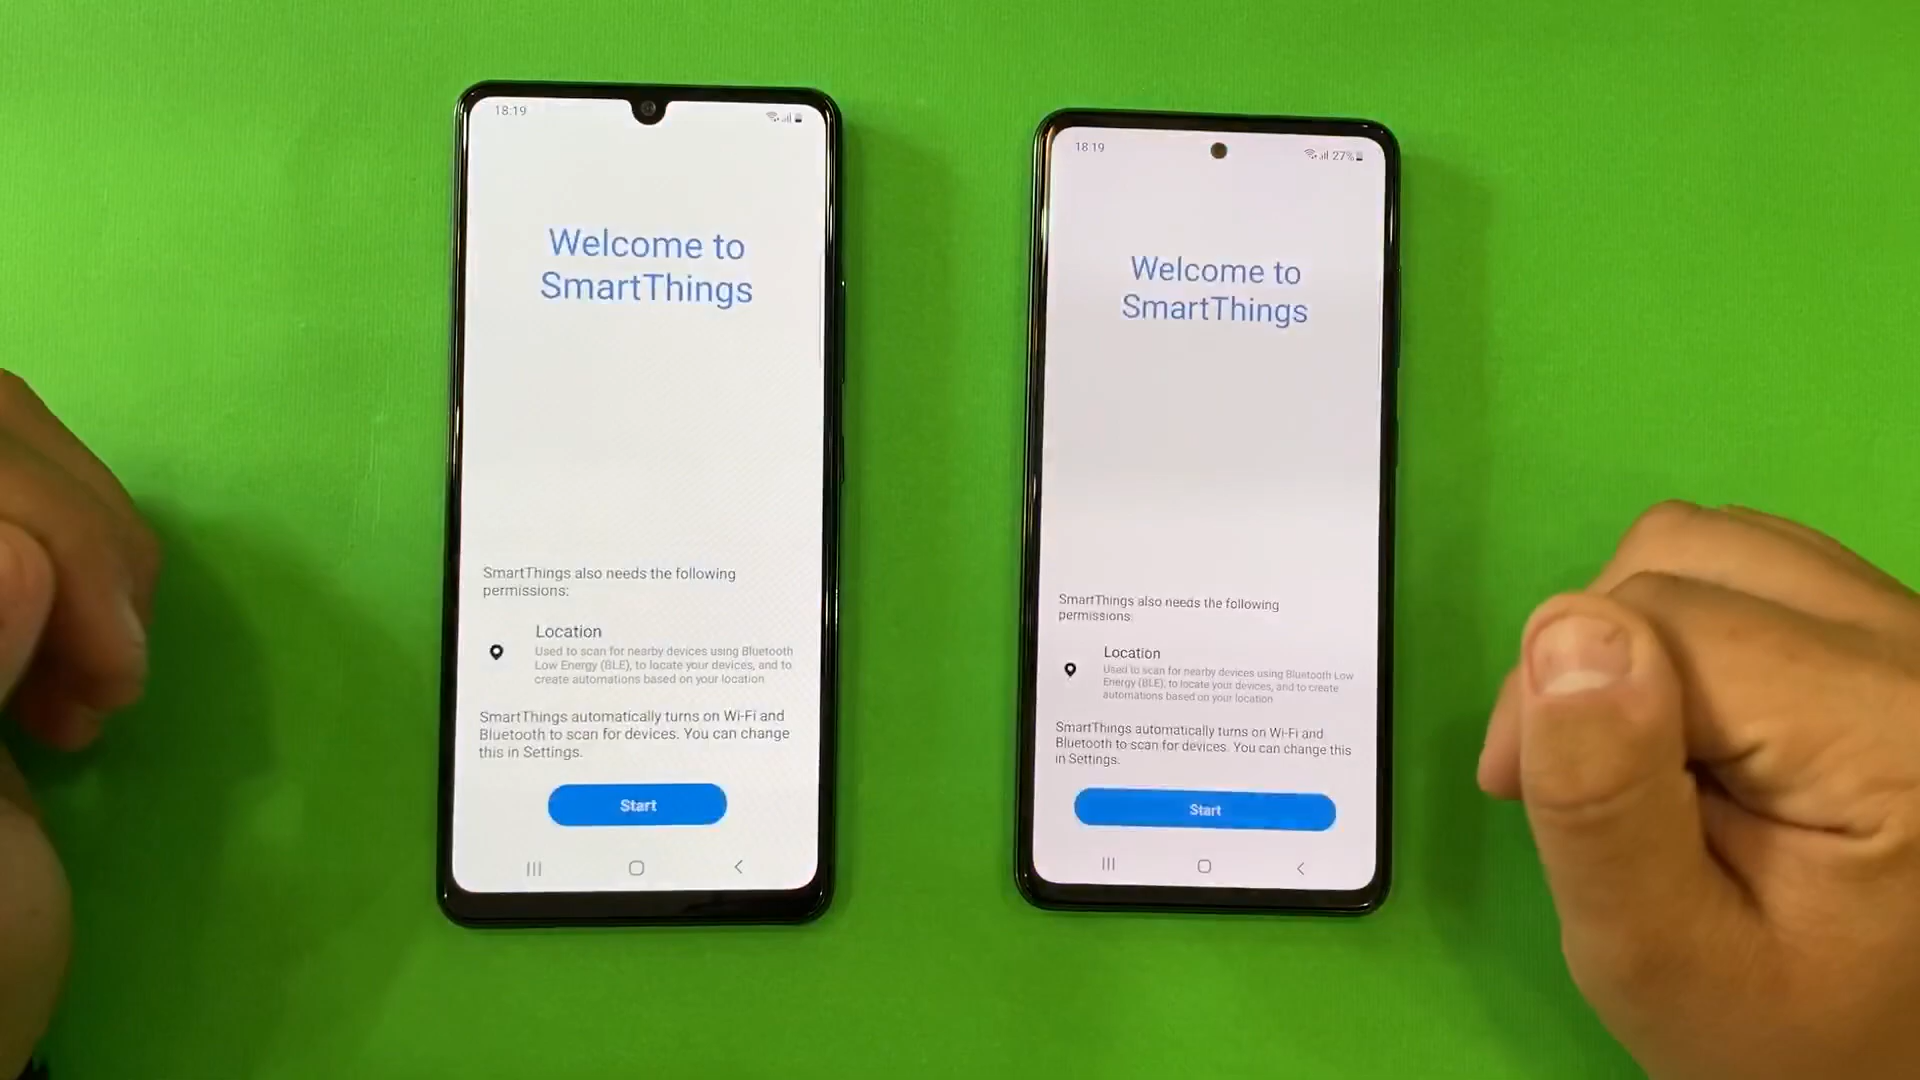 18:19
Welcome to
SmartThings
SmartThings also needs the following
permissions:
Location
Used to scan for nearby devices using Bluetooth
Low Energy (BLE), to locate your devices, and to
create automations based on your location
SmartThings automatically turns on Wi-Fi and
Bluetooth to scan for devices. You can change
this in Settings.
Start
18:19
27%
Welcome to
SmartThings
SmartThings also needs the following
permissions:
Location
Used to scan for nearby devices using Bluetooth Low
Energy (BLE), to locate your devices, and to create
automations based on your location
SmartThings automatically turns on Wi-Fi and
Bluetooth to scan for devices. You can change this
in Settings.
Start